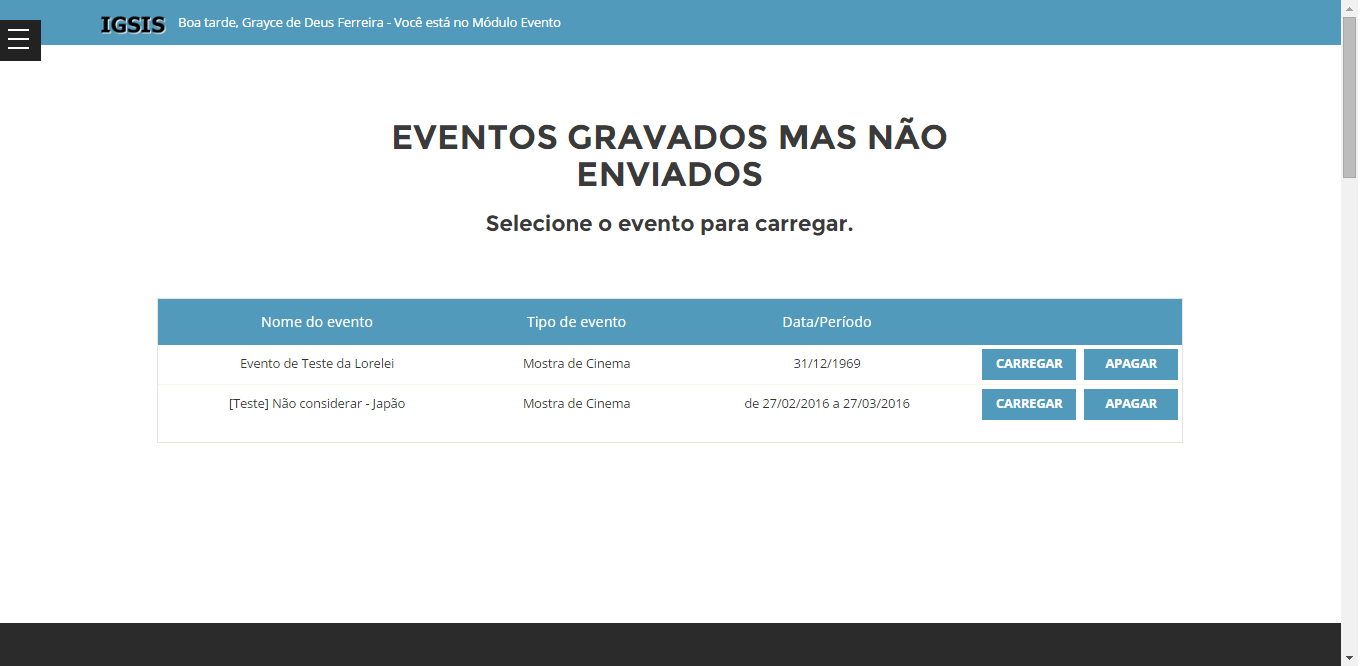 IGSIS Boa tarde, Grayce de Deus Ferreira - Você está no Módulo Evento
EVENTOS GRAVADOS MAS NÃO
ENVIADOS
Selecione o evento para carregar.
Nome do evento Tipo de evento Data/Período
Evento de Teste da Lorelei Mostra de Cinema 31/12/1969 CARREGAR APAGAR
[Teste] Não considerar - Japão Mostra de Cinema de 27/02/2016 a 27/03/2016 CARREGAR APAGAR